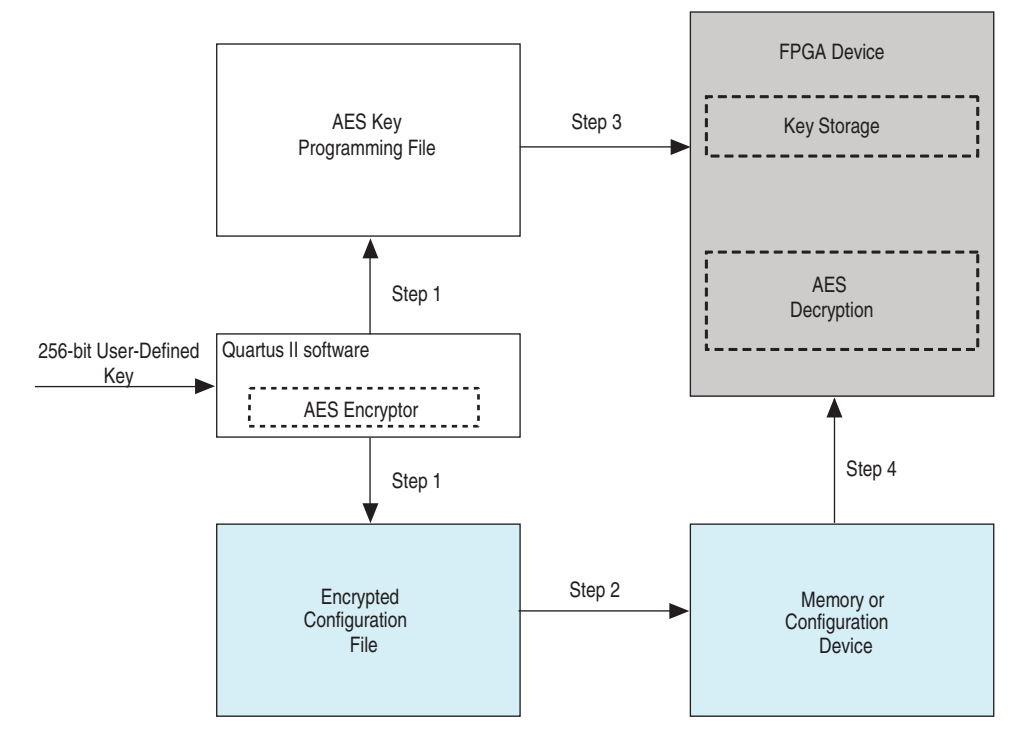 FPGA Device
AES Key
Programming File
Step 3
Key Storage
Step 1
AES
Decryption
256-bit User-Defined
Key
Quartus II software
AES Encryptor
Step 1
Step 4
Encrypted
Configuration
File
Step 2
Memory or
Configuration
Device